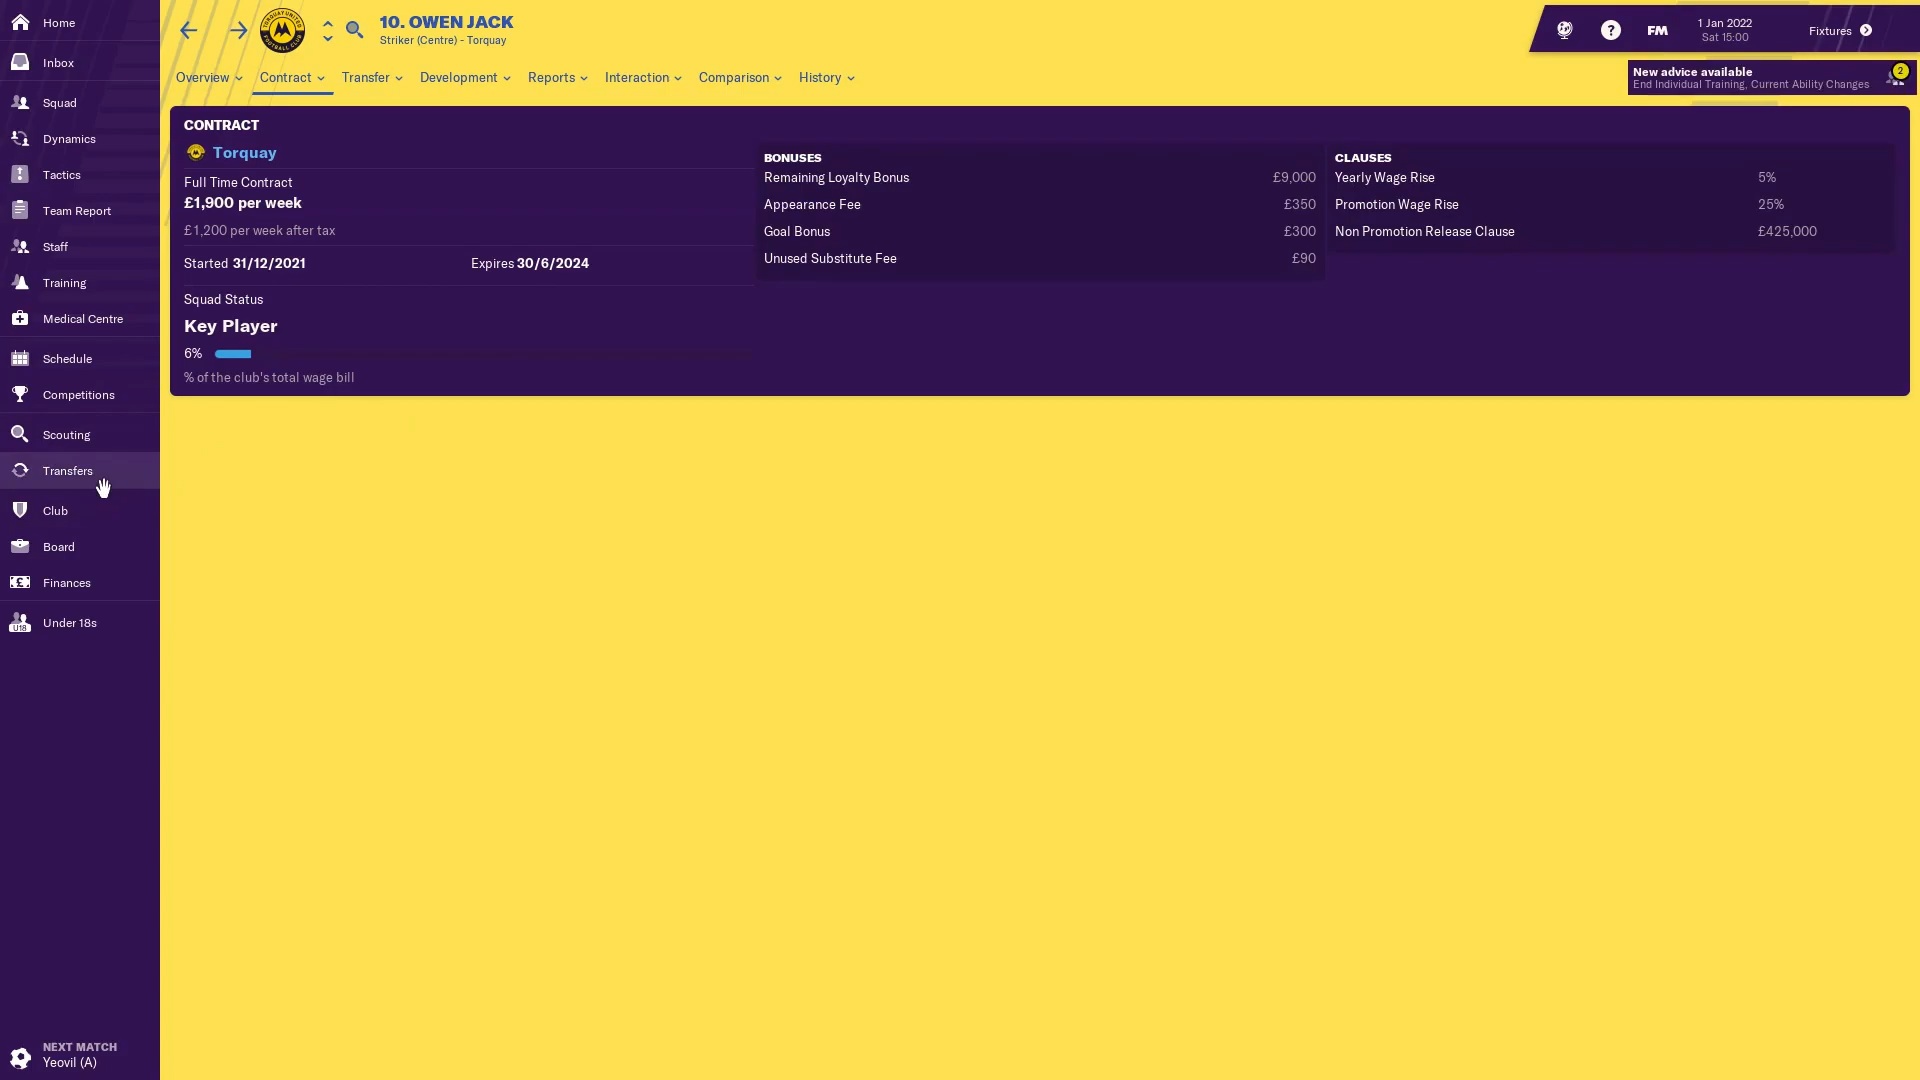 Home
Inbox
Squad
Dynamics
Tactics
Team Report
Staff
Training
Medical Centre
Schedule
Competitions
Scouting
Transfers
Club
Board
Finances
U18
Under 18s
NEXT MATCH
Yeovil (A)
TORQUAY UNITED
FOOTBALL CLUB
10. OWEN JACK
Striker (Centre) - Torquay
?
FM
1 Jan 2022
Sat 15:00
Fixtures
Overview
Contract
Transfer
Development
Reports
Interaction
Comparison
History
New advice available
End Individual Training, Current Ability Changes
2
CONTRACT
Torquay
Full Time Contract
£1,900 per week
£1,200 per week after tax
Started 31/12/2021
Expires 30/6/2024
Squad Status
Key Player
6%
% of the club's total wage bill
BONUSES
Remaining Loyalty Bonus £9,000
Appearance Fee £350
Goal Bonus £300
Unused Substitute Fee £90
CLAUSES
Yearly Wage Rise 5%
Promotion Wage Rise 25%
Non Promotion Release Clause £425,000